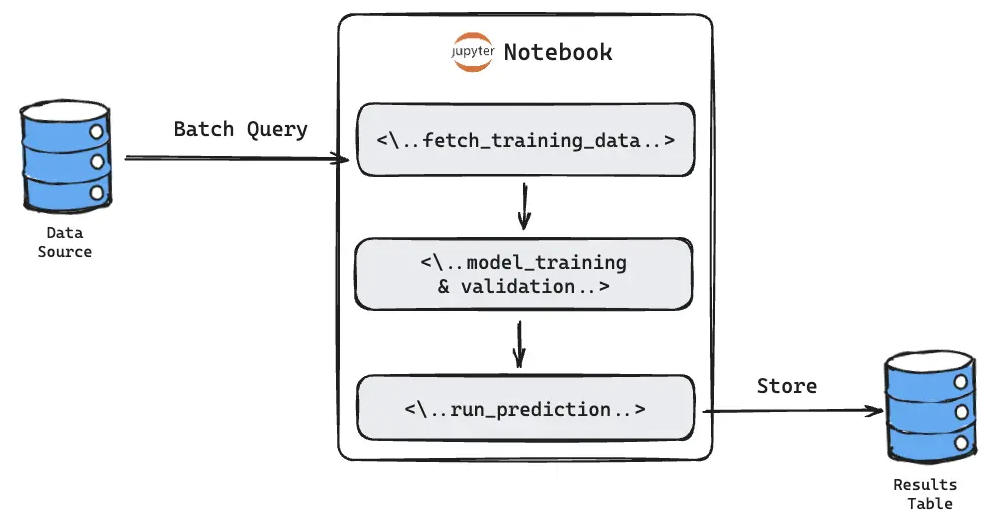 jupyter Notebook
Batch Query
<\..fetch_training_data..>
Data
Source
<\..model_training
& validation..>
<\..run_prediction..>
Store
Results
Table